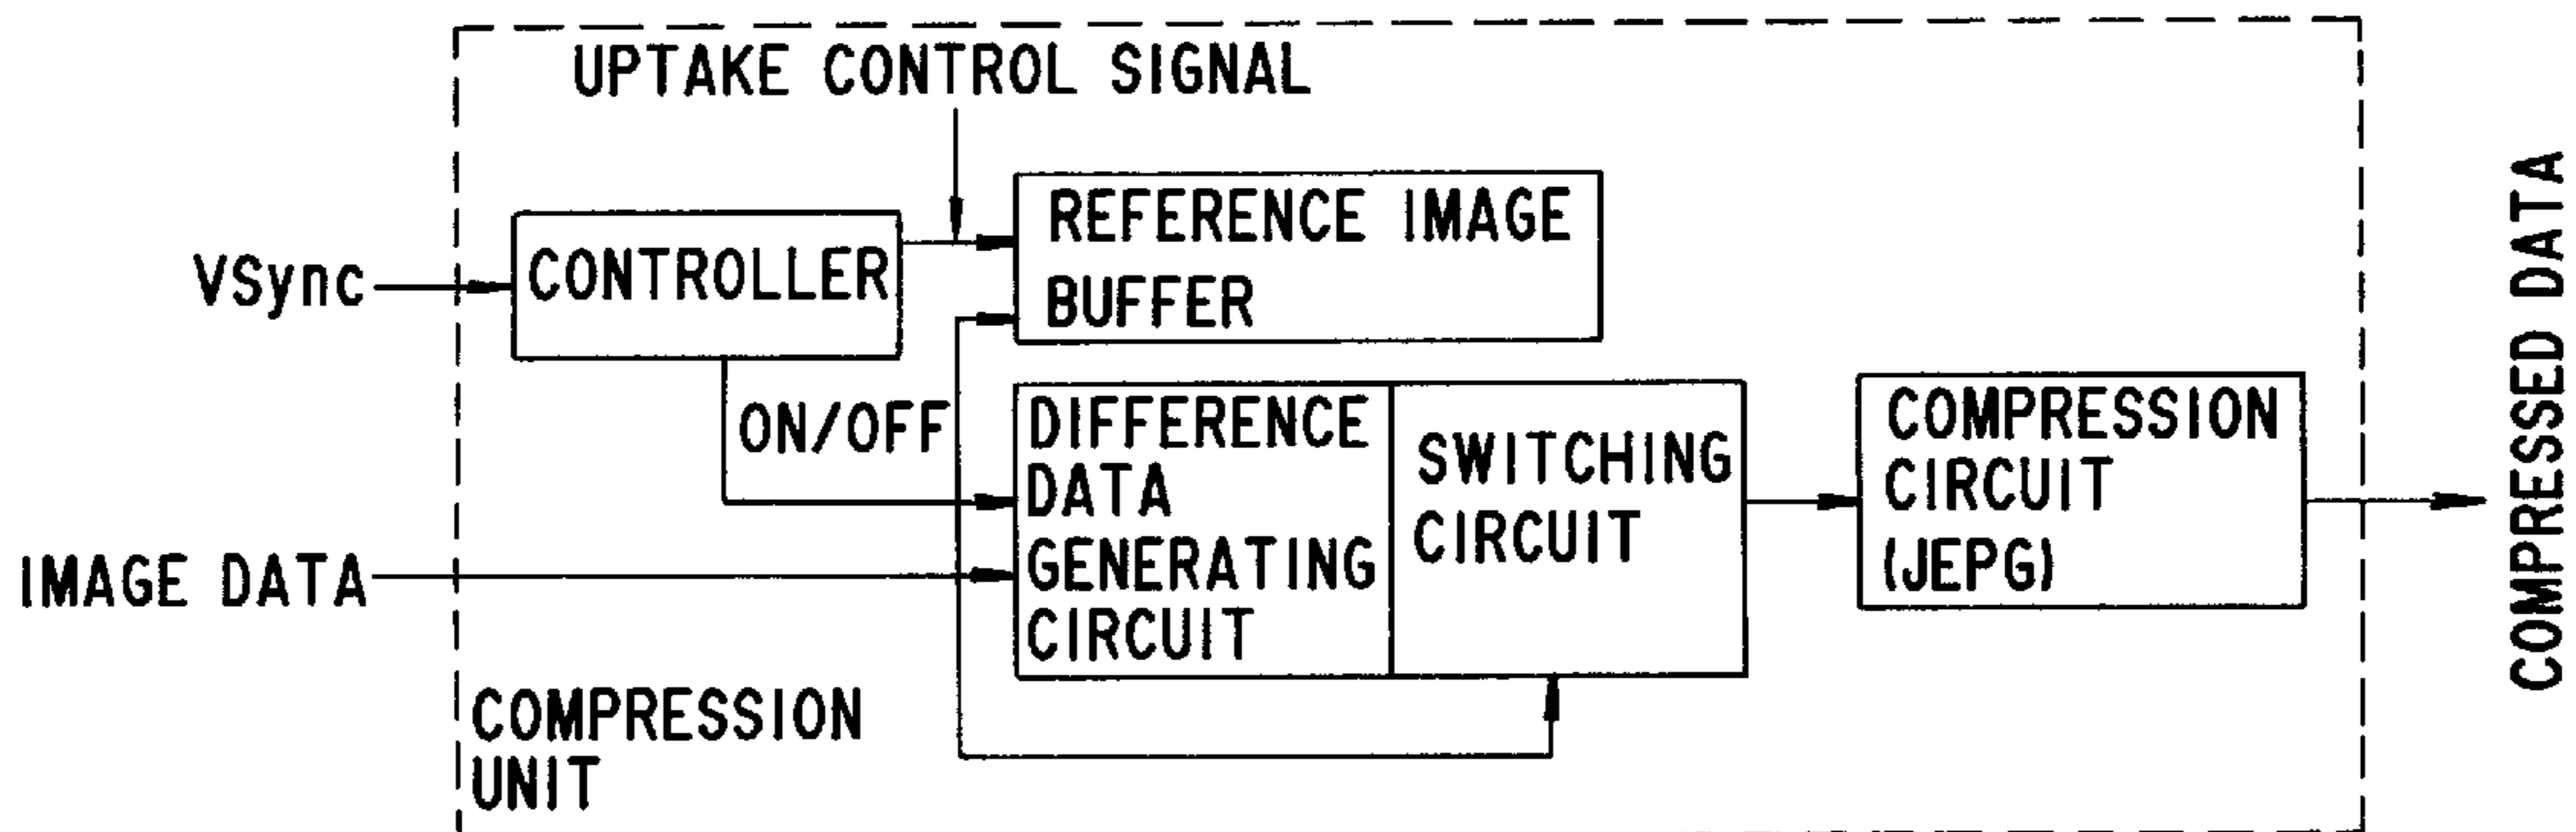 UPTAKE CONTROL SIGNAL
VSync
CONTROLLER
REFERENCE IMAGE
BUFFER
ON/OFF
IMAGE DATA
DIFFERENCE
DATA
GENERATING
CIRCUIT
SWITCHING
CIRCUIT
COMPRESSION
CIRCUIT
(JEPG)
COMPRESSED DATA
COMPRESSION
UNIT